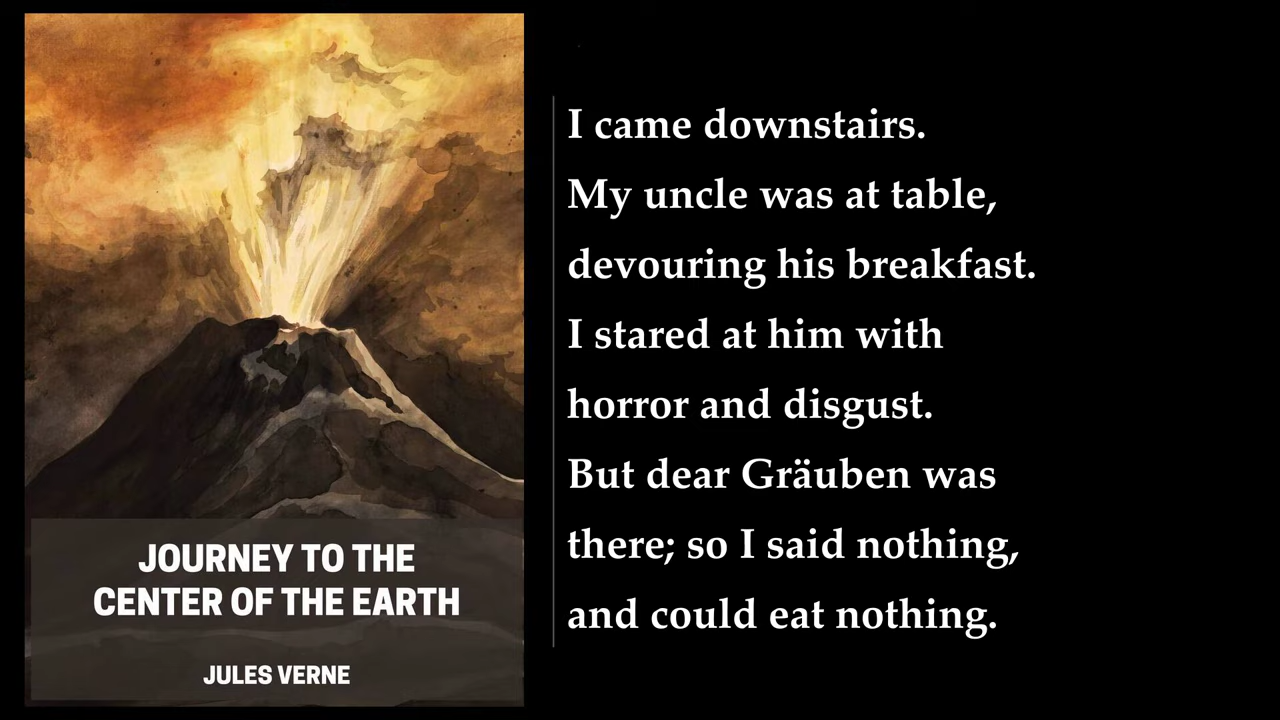 JOURNEY TO THE
CENTER OF THE EARTH
JULES VERNE
I came downstairs.
My uncle was at table,
devouring his breakfast.
I stared at him with
horror and disgust.
But dear Gräuben was
there; so I said nothing,
and could eat nothing.